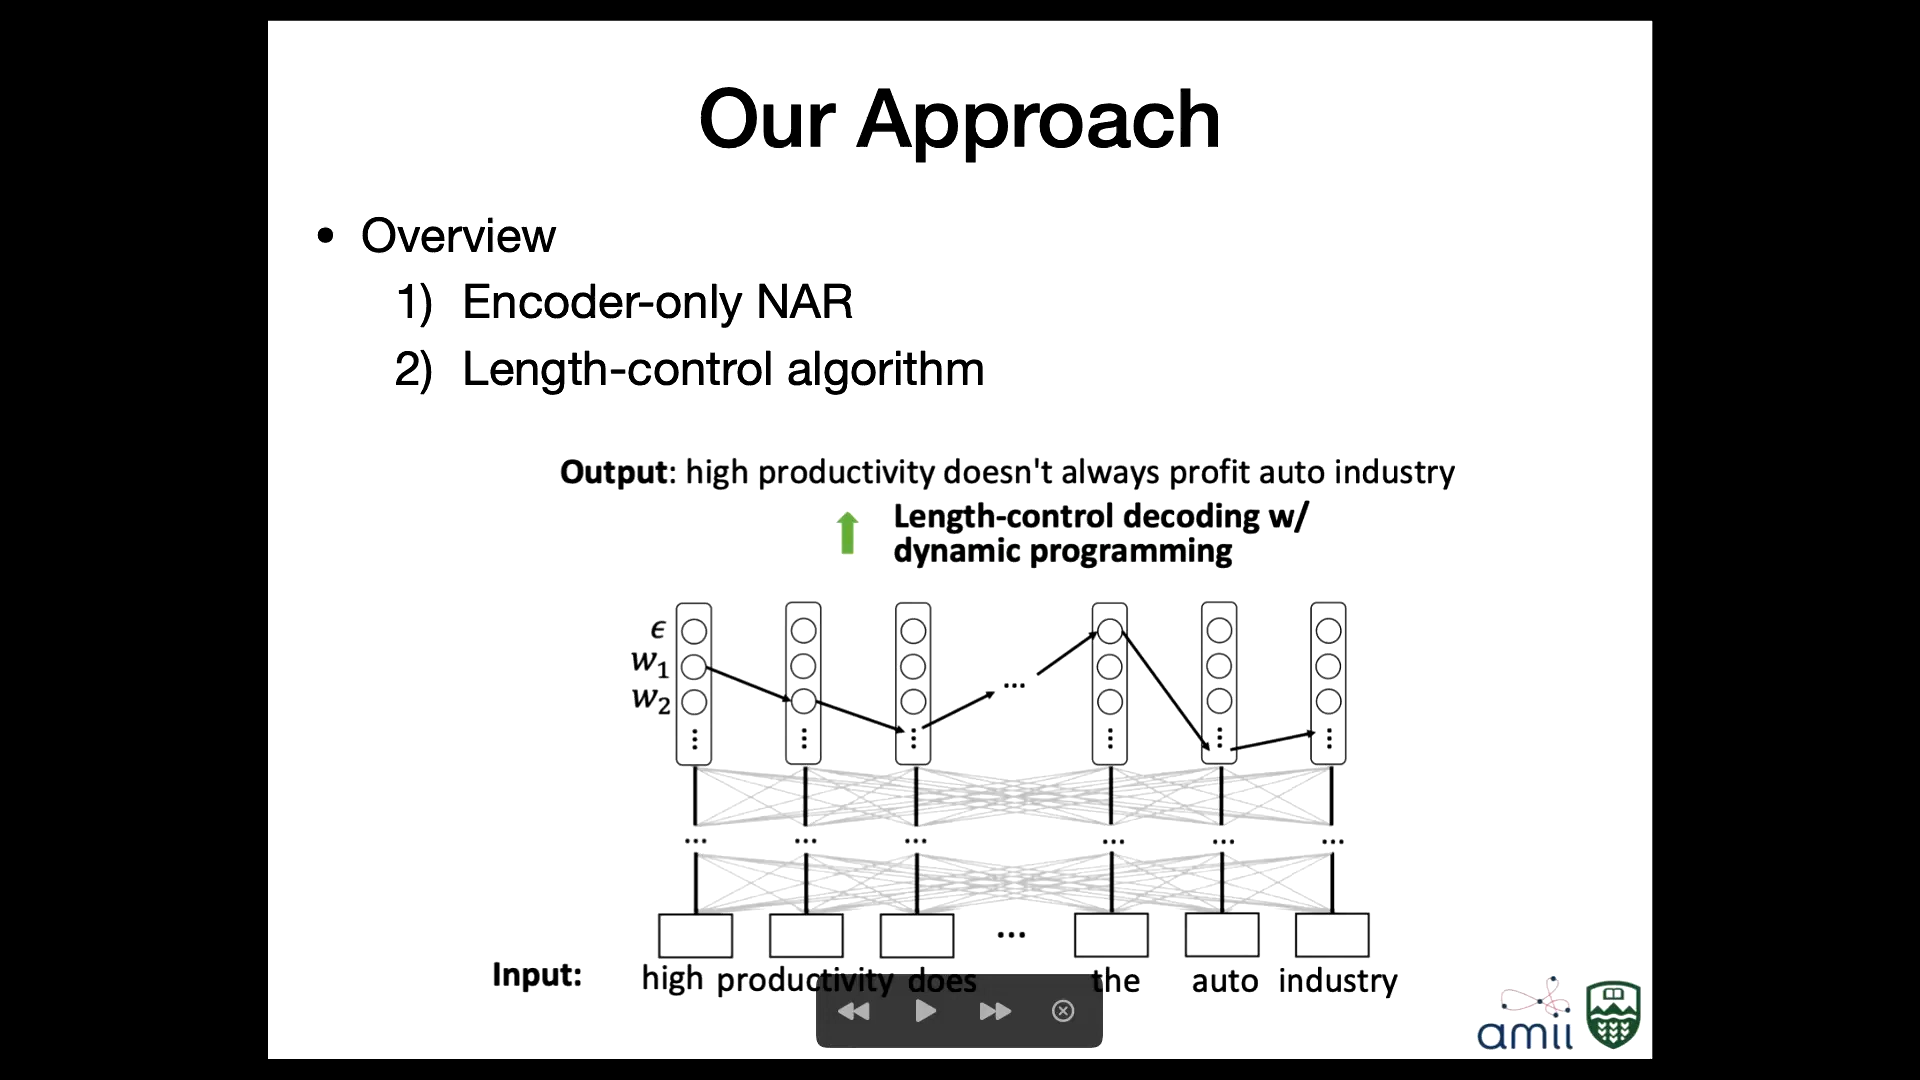 Our Approach
• Overview
1) Encoder-only NAR
2) Length-control algorithm
Output: high productivity doesn't always profit auto industry
Length-control decoding w/
dynamic programming
ϵ
w₁
...
w₂
⋮ ⋮ ⋮ ⋮ ⋮ ⋮
... ... ... ... ... ...
...
Input: high productivity does the auto industry
amii